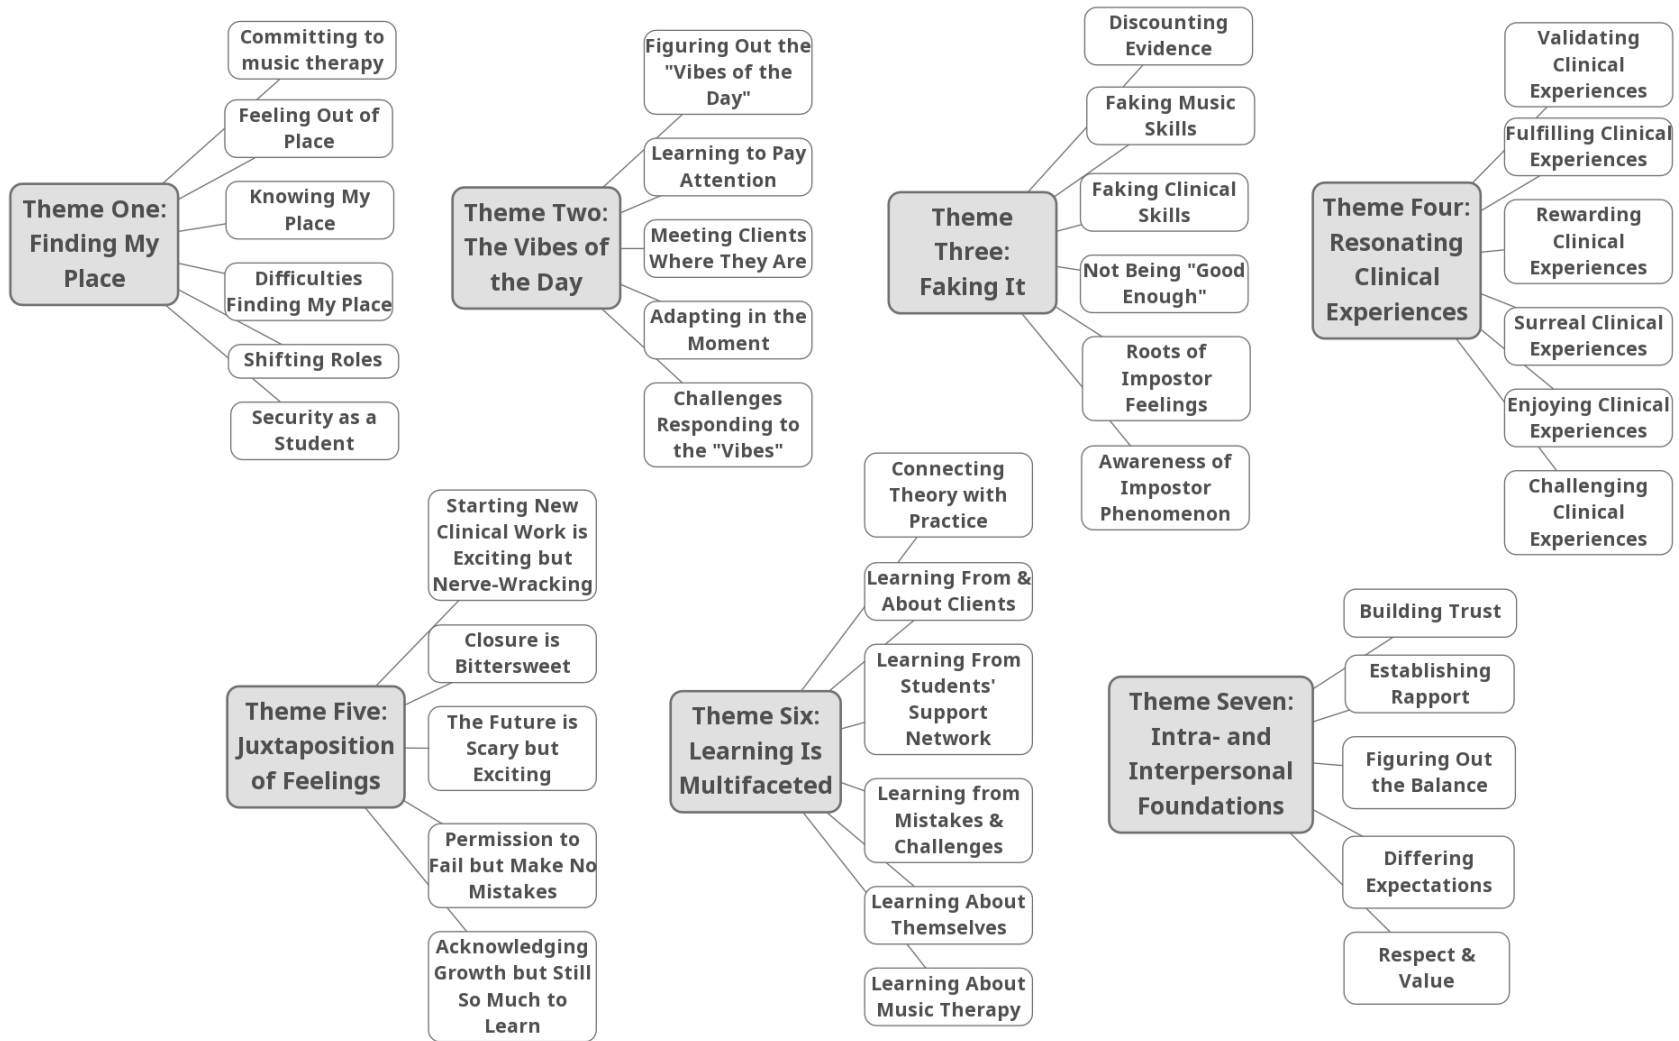 Theme One:
Finding My
Place
Committing to
music therapy
Feeling Out of
Place
Knowing My
Place
Difficulties
Finding My Place
Shifting Roles
Security as a
Student
Theme Two:
The Vibes of
the Day
Figuring Out the
"Vibes of the
Day"
Learning to Pay
Attention
Meeting Clients
Where They Are
Adapting in the
Moment
Challenges
Responding to
the "Vibes"
Theme
Three:
Faking It
Discounting
Evidence
Faking Music
Skills
Faking Clinical
Skills
Not Being "Good
Enough"
Roots of
Impostor
Feelings
Awareness of
Impostor
Phenomenon
Theme Four:
Resonating
Clinical
Experiences
Validating
Clinical
Experiences
Fulfilling Clinical
Experiences
Rewarding
Clinical
Experiences
Surreal Clinical
Experiences
Enjoying Clinical
Experiences
Challenging
Clinical
Experiences
Theme Five:
Juxtaposition
of Feelings
Starting New
Clinical Work is
Exciting but
Nerve-Wracking
Closure is
Bittersweet
The Future is
Scary but
Exciting
Permission to
Fail but Make No
Mistakes
Acknowledging
Growth but Still
So Much to
Learn
Theme Six:
Learning Is
Multifaceted
Connecting
Theory with
Practice
Learning From &
About Clients
Learning From
Students'
Support
Network
Learning from
Mistakes &
Challenges
Learning About
Themselves
Learning About
Music Therapy
Theme Seven:
Intra- and
Interpersonal
Foundations
Building Trust
Establishing
Rapport
Figuring Out
the Balance
Differing
Expectations
Respect &
Value